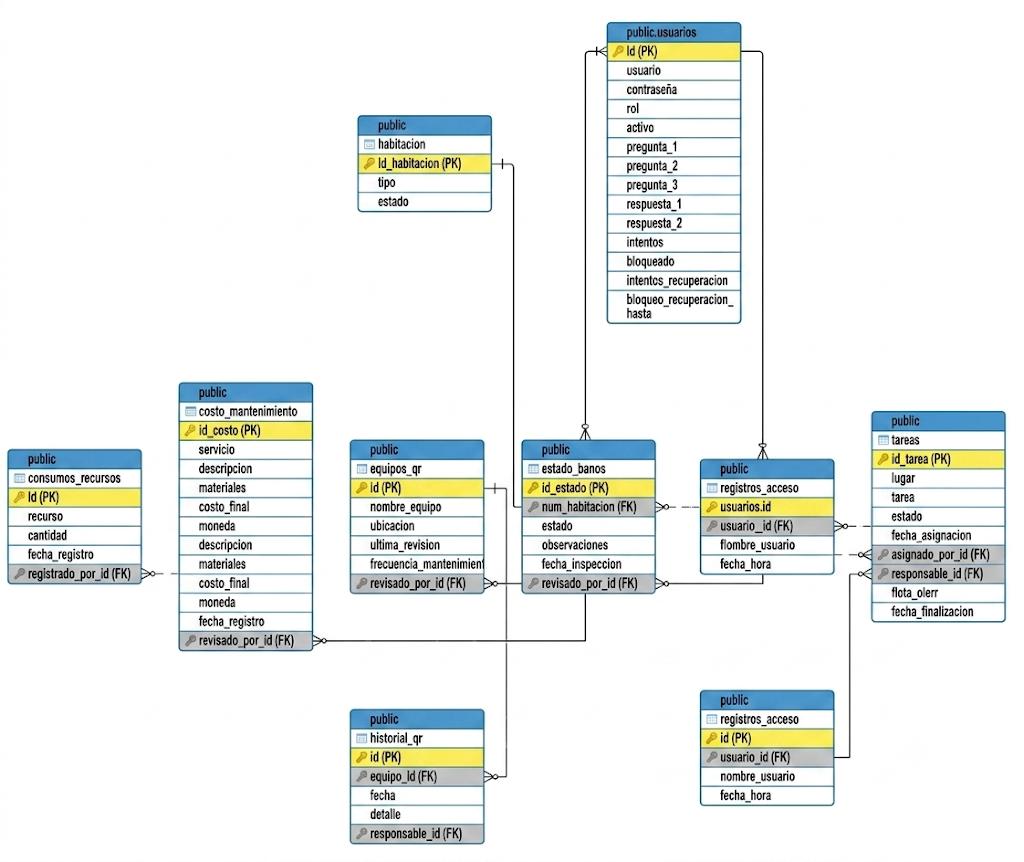 public.usuarios
Id (PK)
usuario
contraseña
rol
activo
pregunta_1
pregunta_2
pregunta_3
respuesta_1
respuesta_2
intentos
bloqueado
intentos_recuperacion
bloqueo_recuperacion_
hasta
public
habitacion
Id_habitacion (PK)
tipo
estado
public
costo_mantenimiento
id_costo (PK)
servicio
descripcion
materiales
costo_final
moneda
descripcion
materiales
costo_final
moneda
fecha_registro
revisado_por_id (FK)
public
consumos_recursos
Id (PK)
recurso
cantidad
fecha_registro
registrado_por_id (FK)
public
equipos_qr
id (PK)
nombre_equipo
ubicacion
ultima_revision
frecuencia_mantenimient
revisado_por_id (FK)
public
estado_banos
id_estado (PK)
num_habitacion (FK)
estado
observaciones
fecha_inspeccion
revisado_por_id (FK)
public
registros_acceso
usuarios.id
usuario_id (FK)
flombre_usuario
fecha_hora
public
tareas
id_tarea (PK)
lugar
tarea
estado
fecha_asignacion
asignado_por_id (FK)
responsable_id (FK)
flota_olerr
fecha_finalizacion
public
historial_qr
id (PK)
equipo_Id (FK)
fecha
detalle
responsable_id (FK)
public
registros_acceso
id (PK)
usuario_id (FK)
nombre_usuario
fecha_hora